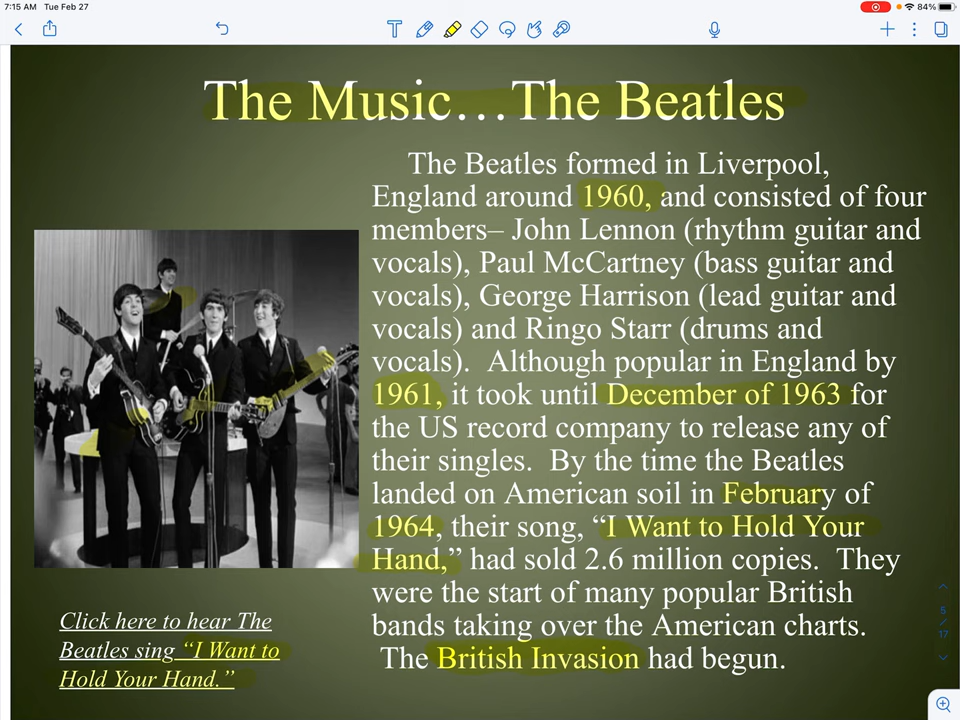 7:15 AM Tue Feb 27
84%
The Music…The Beatles
The Beatles formed in Liverpool,
England around 1960, and consisted of four
members– John Lennon (rhythm guitar and
vocals), Paul McCartney (bass guitar and
vocals), George Harrison (lead guitar and
vocals) and Ringo Starr (drums and
vocals).  Although popular in England by
1961, it took until December of 1963 for
the US record company to release any of
their singles.  By the time the Beatles
landed on American soil in February of
1964, their song, “I Want to Hold Your
Hand,” had sold 2.6 million copies.  They
were the start of many popular British
bands taking over the American charts.
The British Invasion had begun.
Click here to hear The
Beatles sing “I Want to
Hold Your Hand.”
5
/
17